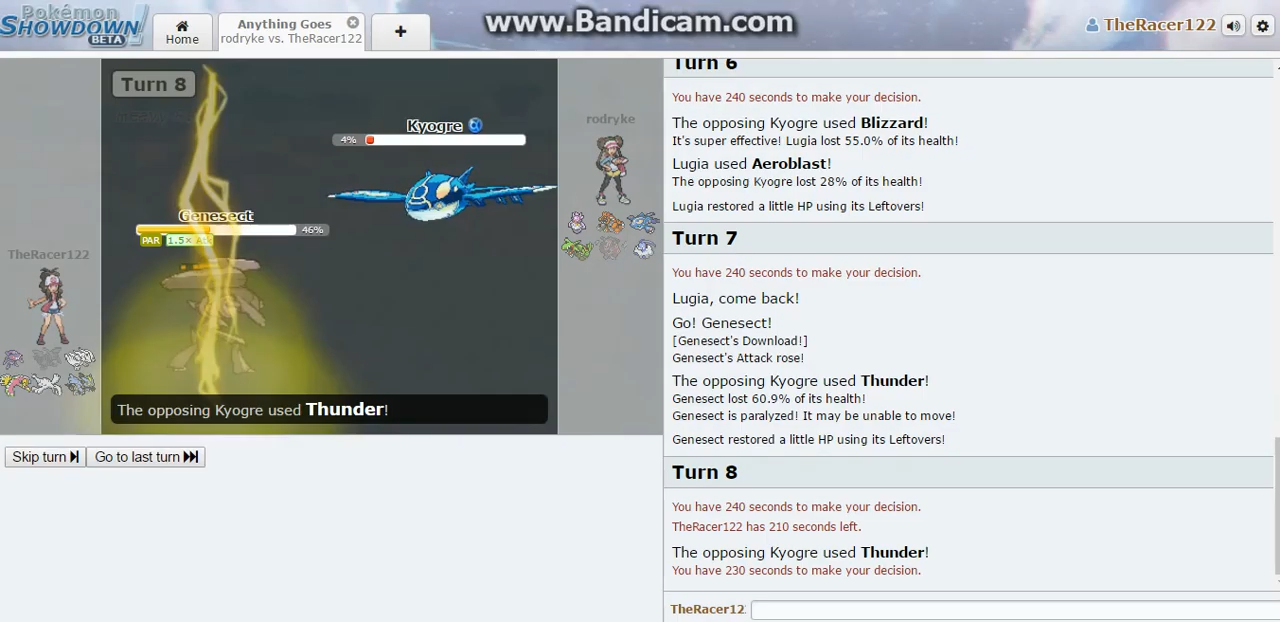 Pokémon
SHOWDOWN
BETA
Home
Anything Goes
rodryke vs. TheRacer122
+
www.Bandicam.com
TheRacer122
Turn 8
Kyogre
4%
Genesect
46%
PAR 1.5× Atk
TheRacer122
rodryke
The opposing Kyogre used Thunder!
Skip turn
Go to last turn
Turn 6
You have 240 seconds to make your decision.
The opposing Kyogre used Blizzard!
It's super effective! Lugia lost 55.0% of its health!
Lugia used Aeroblast!
The opposing Kyogre lost 28% of its health!
Lugia restored a little HP using its Leftovers!
Turn 7
You have 240 seconds to make your decision.
Lugia, come back!
Go! Genesect!
[Genesect's Download!]
Genesect's Attack rose!
The opposing Kyogre used Thunder!
Genesect lost 60.9% of its health!
Genesect is paralyzed! It may be unable to move!
Genesect restored a little HP using its Leftovers!
Turn 8
You have 240 seconds to make your decision.
TheRacer122 has 210 seconds left.
The opposing Kyogre used Thunder!
You have 230 seconds to make your decision.
TheRacer12